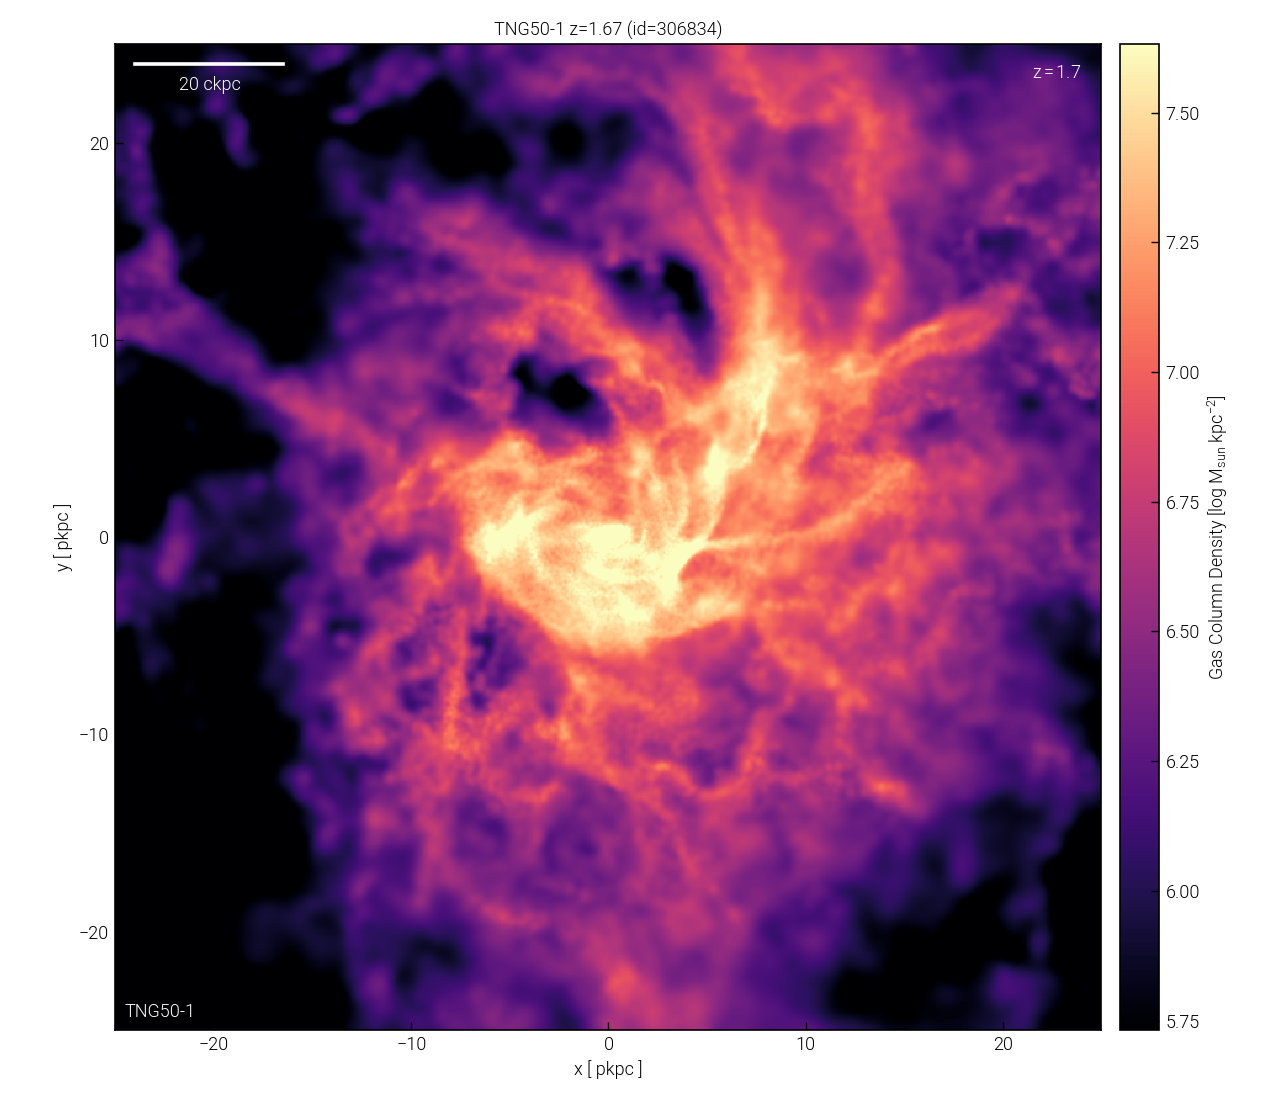 TNG50-1 z=1.67 (id=306834)
20 ckpc
z=1.7
TNG50-1
20
10
0
−10
−20
y [ pkpc ]
−20
−10
0
10
20
x [ pkpc ]
7.50
7.25
7.00
6.75
6.50
6.25
6.00
5.75
Gas Column Density [log M_sun kpc^−2]